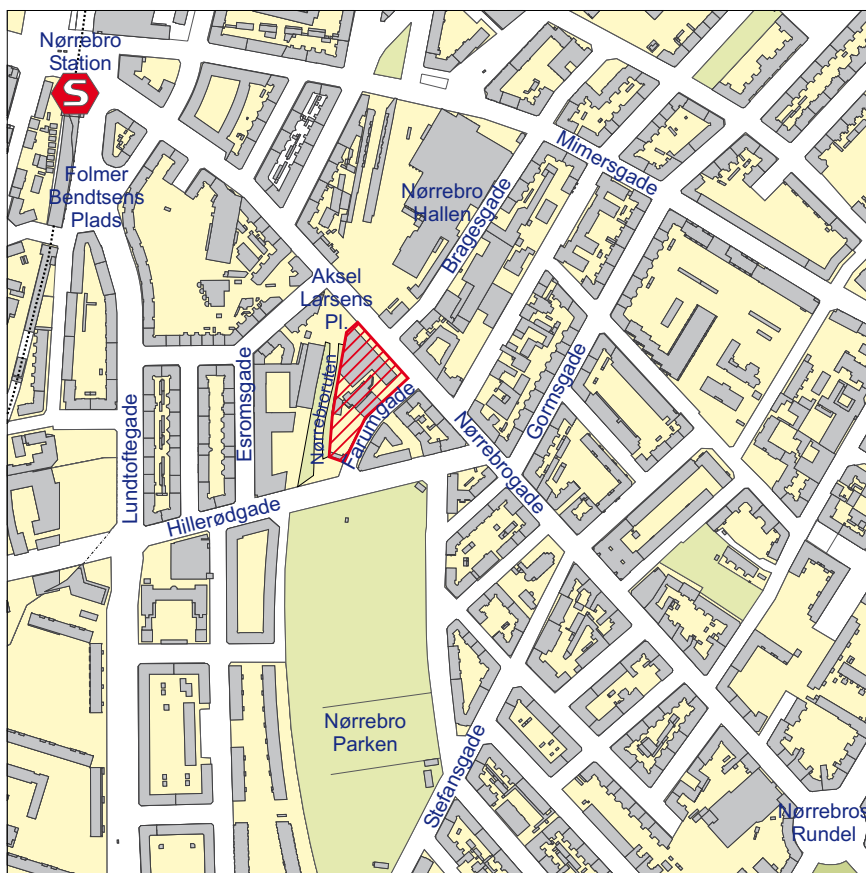 Nørrebro
Station
S
Folmer
Bendtsens
Plads
Mimersgade
Nørrebro
Hallen
Bragesgade
Aksel
Larsens
Pl.
Esromsgade
Nørrebroruten
Farumgade
Gormsgade
Nørrebrogade
Lundtoftegade
Hillerødgade
Nørrebro
Parken
Stefansgade
Nørrebros
Rundel